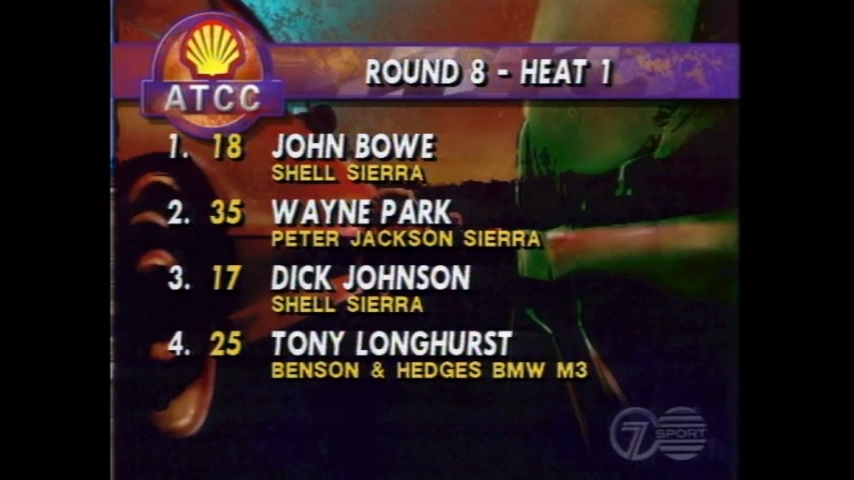 ATCC
ROUND 8 - HEAT 1
1. 18 JOHN BOWE
SHELL SIERRA
2. 35 WAYNE PARK
PETER JACKSON SIERRA
3. 17 DICK JOHNSON
SHELL SIERRA
4. 25 TONY LONGHURST
BENSON & HEDGES BMW M3
7 SPORT